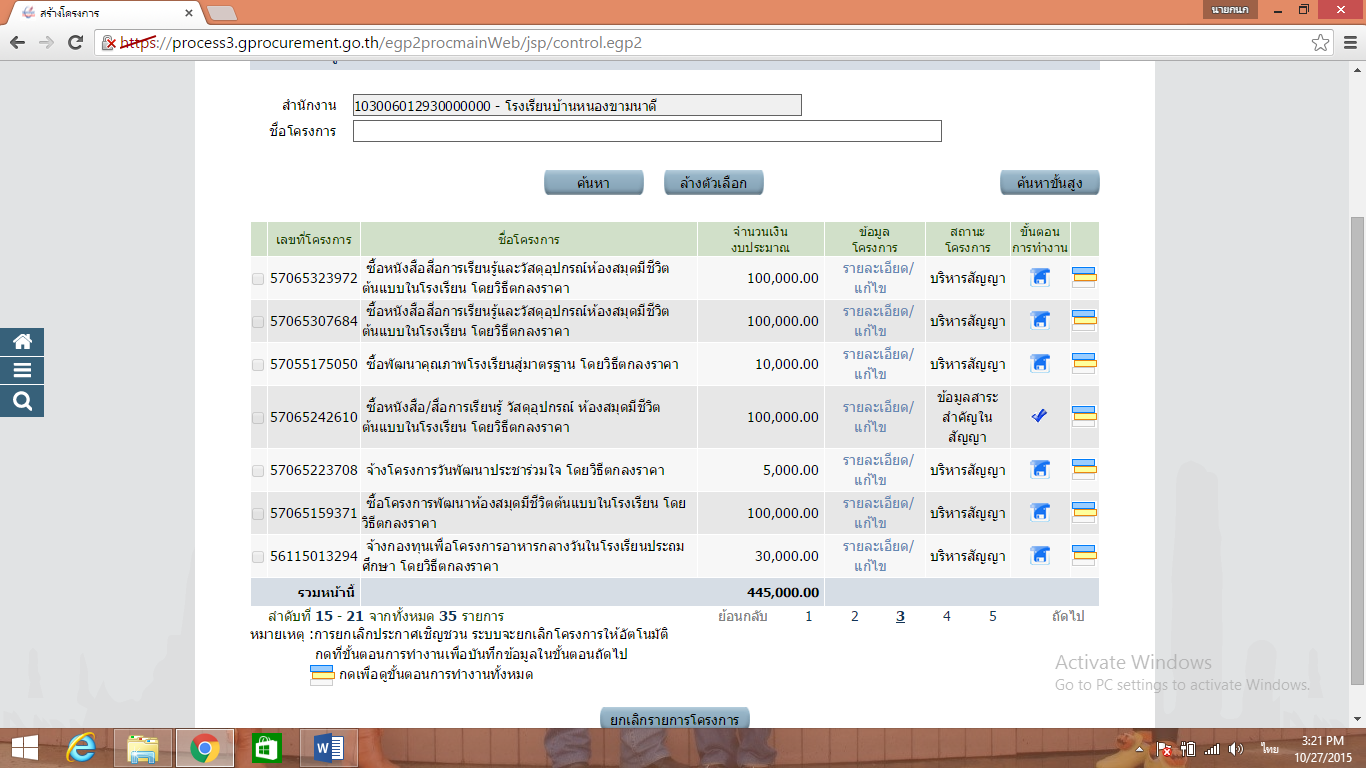 สร้างโครงการ
นายกนก
https://process3.gprocurement.go.th/egp2procmainWeb/jsp/control.egp2
สำนักงาน 103006012930000000 - โรงเรียนบ้านหนองขามนาดี
ชื่อโครงการ
ค้นหา ล้างตัวเลือก ค้นหาขั้นสูง
เลขที่โครงการ ชื่อโครงการ จำนวนเงิน ข้อมูล สถานะ ขั้นตอน
งบประมาณ โครงการ โครงการ การทำงาน
ซื้อหนังสือสื่อการเรียนรู้และวัสดุอุปกรณ์ห้องสมุดมีชีวิต รายละเอียด/
57065323972 100,000.00 บริหารสัญญา
ต้นแบบในโรงเรียน โดยวิธีตกลงราคา แก้ไข
ซื้อหนังสือสื่อการเรียนรู้และวัสดุอุปกรณ์ห้องสมุดมีชีวิต รายละเอียด/
57065307684 100,000.00 บริหารสัญญา
ต้นแบบในโรงเรียน โดยวิธีตกลงราคา แก้ไข
รายละเอียด/
57055175050 ซื้อพัฒนาคุณภาพโรงเรียนสู่มาตรฐาน โดยวิธีตกลงราคา 10,000.00 บริหารสัญญา
แก้ไข
ข้อมูลสาระ
ซื้อหนังสือ/สื่อการเรียนรู้ วัสดุอุปกรณ์ ห้องสมุดมีชีวิต รายละเอียด/
57065242610 100,000.00 สำคัญใน
ต้นแบบในโรงเรียน โดยวิธีตกลงราคา แก้ไข
สัญญา
รายละเอียด/
57065223708 จ้างโครงการวันพัฒนาประชาร่วมใจ โดยวิธีตกลงราคา 5,000.00 บริหารสัญญา
แก้ไข
ซื้อโครงการพัฒนาห้องสมุดมีชีวิตต้นแบบในโรงเรียน โดย รายละเอียด/
57065159371 100,000.00 บริหารสัญญา
วิธีตกลงราคา แก้ไข
จ้างกองทุนเพื่อโครงการอาหารกลางวันในโรงเรียนประถม รายละเอียด/
56115013294 30,000.00 บริหารสัญญา
ศึกษา โดยวิธีตกลงราคา แก้ไข
รวมหน้านี้ 445,000.00
ลำดับที่ 15 - 21 จากทั้งหมด 35 รายการ ย้อนกลับ 1 2 3 4 5 ถัดไป
หมายเหตุ :การยกเลิกประกาศเชิญชวน ระบบจะยกเลิกโครงการให้อัตโนมัติ
กดที่ขั้นตอนการทำงานเพื่อบันทึกข้อมูลในขั้นตอนถัดไป
กดเพื่อดูขั้นตอนการทำงานทั้งหมด
Activate Windows
Go to PC settings to activate Windows.
ยกเลิกรายการโครงการ
ไทย
3:21 PM
10/27/2015